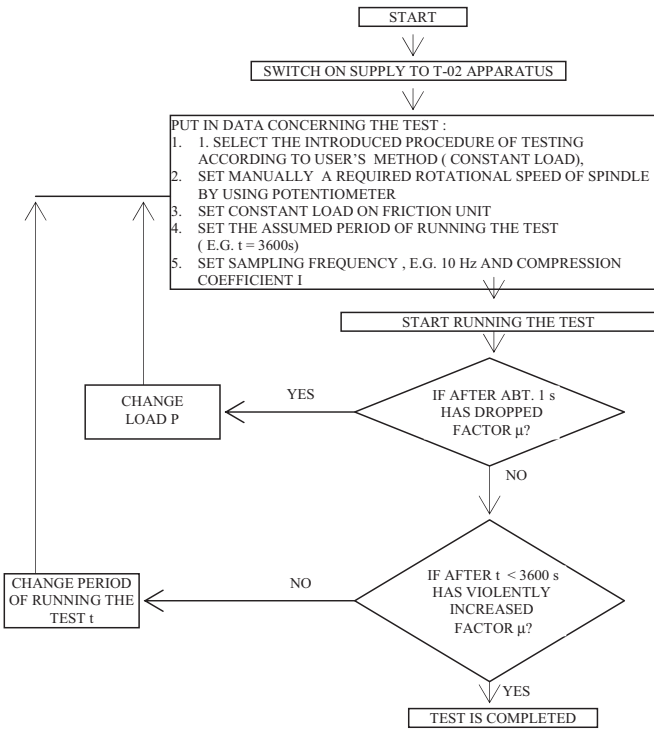 START
SWITCH ON SUPPLY TO T-02 APPARATUS
PUT IN DATA CONCERNING THE TEST :
1. 1. SELECT THE INTRODUCED PROCEDURE OF TESTING
ACCORDING TO USER'S METHOD ( CONSTANT LOAD),
2. SET MANUALLY A REQUIRED ROTATIONAL SPEED OF SPINDLE
BY USING POTENTIOMETER
3. SET CONSTANT LOAD ON FRICTION UNIT
4. SET THE ASSUMED PERIOD OF RUNNING THE TEST
( E.G. t = 3600s)
5. SET SAMPLING FREQUENCY , E.G. 10 Hz AND COMPRESSION
COEFFICIENT I
START RUNNING THE TEST
IF AFTER ABT. 1 s
HAS DROPPED
FACTOR μ?
YES
CHANGE
LOAD P
NO
IF AFTER t < 3600 s
HAS VIOLENTLY
INCREASED
FACTOR μ?
NO
CHANGE PERIOD
OF RUNNING THE
TEST t
YES
TEST IS COMPLETED